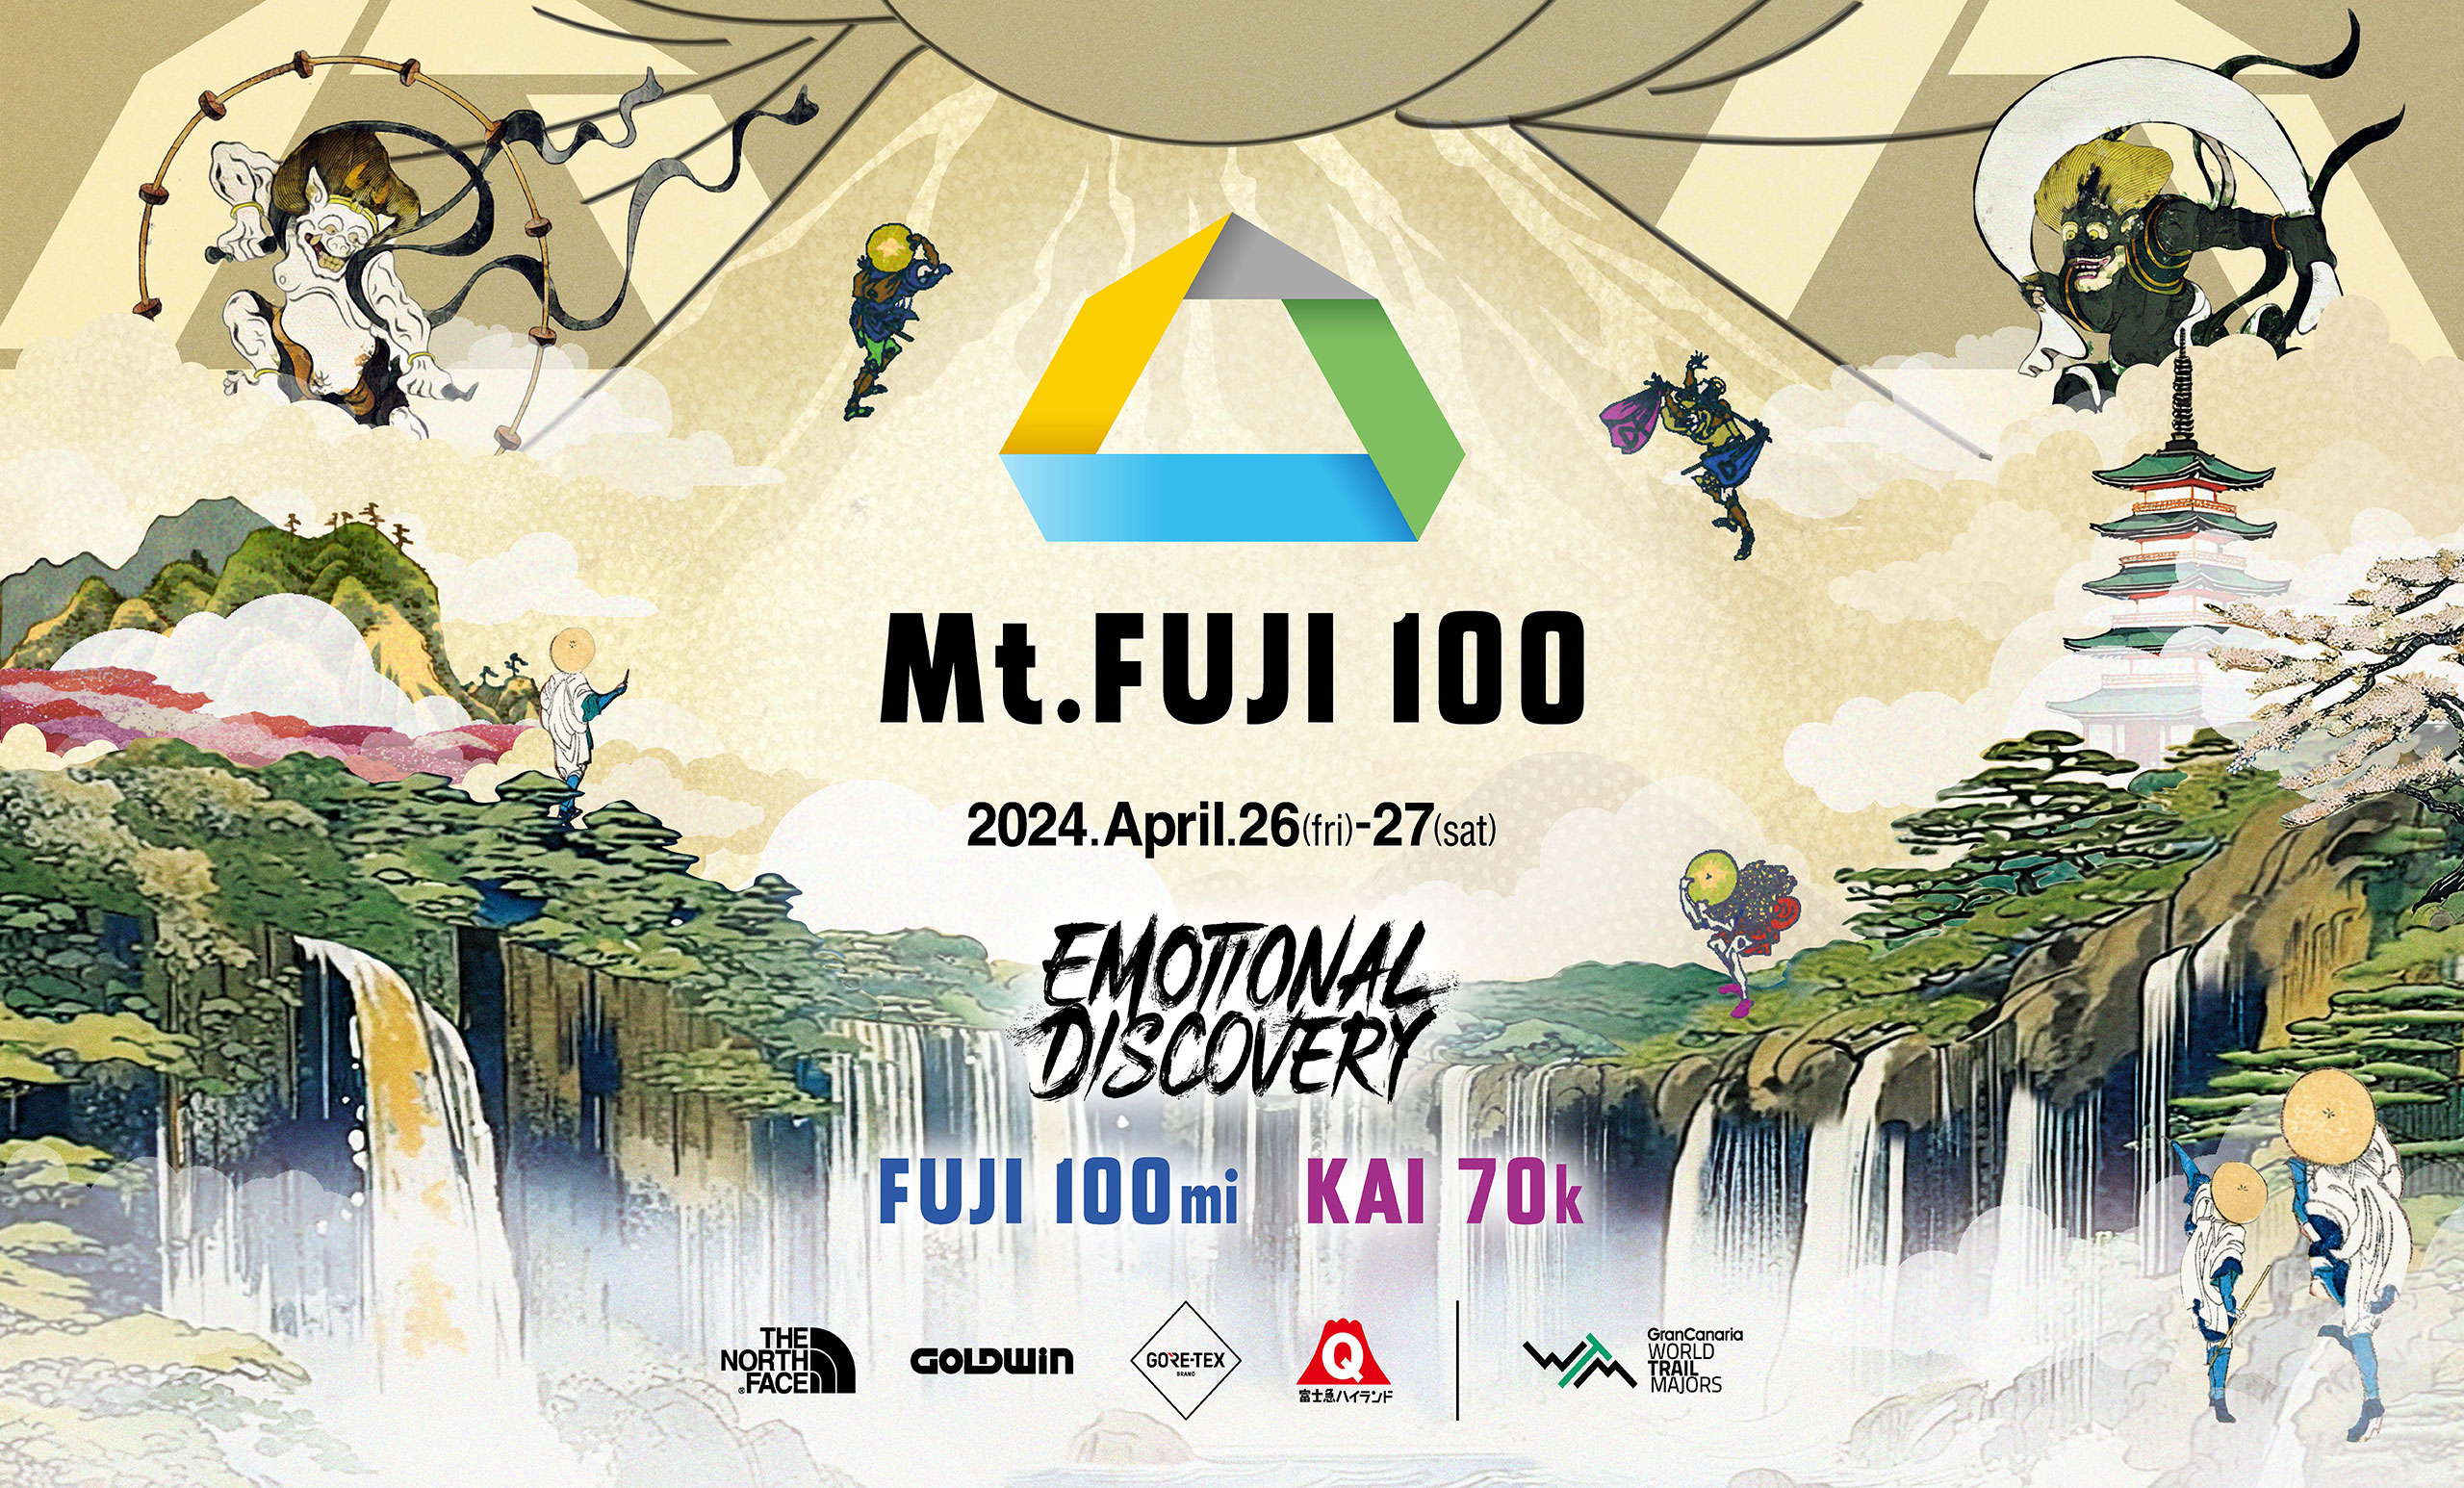 Mt.FUJI 100
2024.April.26(fri)-27(sat)
EMOTIONAL
DISCOVERY
FUJI 100mi KAI 70k
THE
NORTH
FACE
GOLDWIN
GORE-TEX
BRAND
Q
富士急ハイランド
WTM
GranCanaria
WORLD
TRAIL
MAJORS